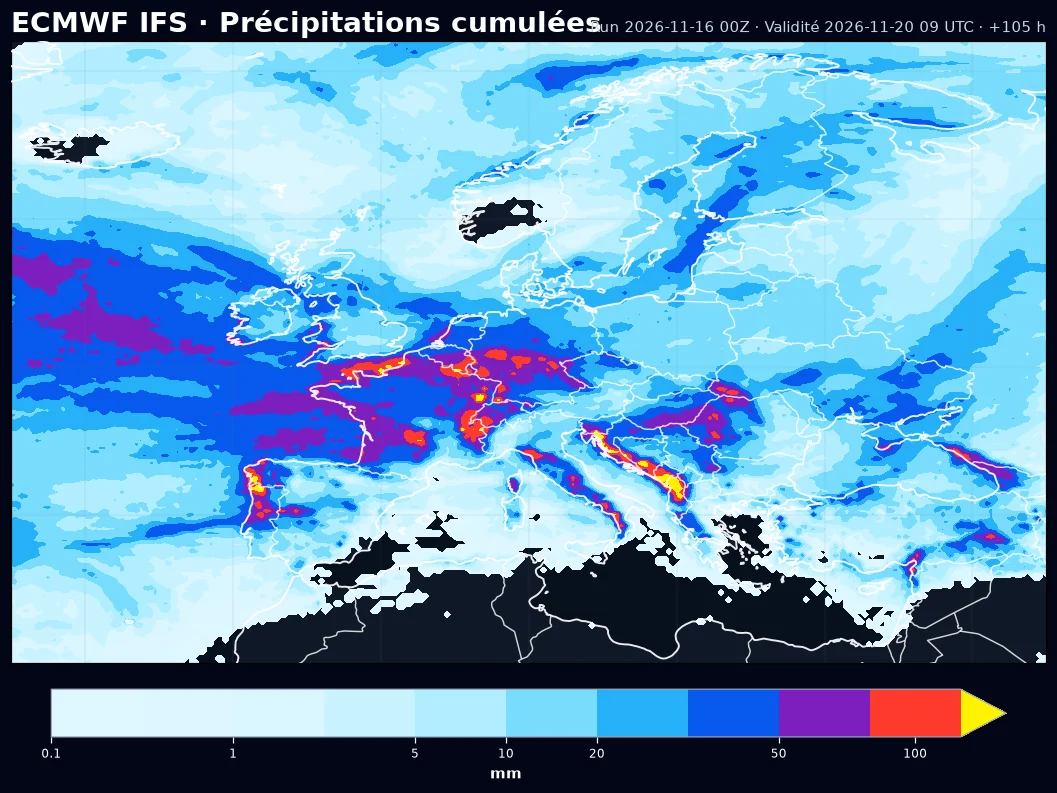 ECMWF IFS · Précipitations cumulées
Run 2026-11-16 00Z · Validité 2026-11-20 09 UTC · +105 h
0.1 1 5 10 20 50 100
mm